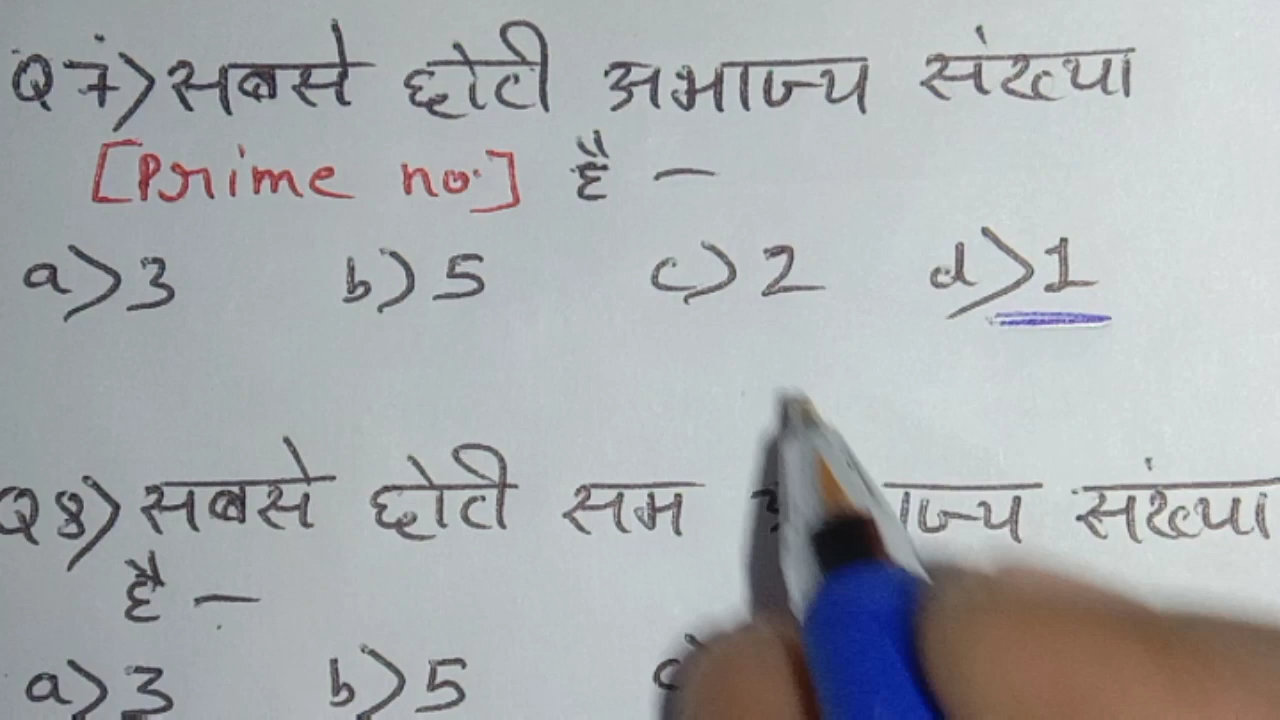 Q7) सबसे छोटी अभाज्य संख्या
[Prime no.] है –
a) 3 b) 5 c) 2 d) 1
Q8) सबसे छोटी सम संख्या
है –
a) 3 b) 5